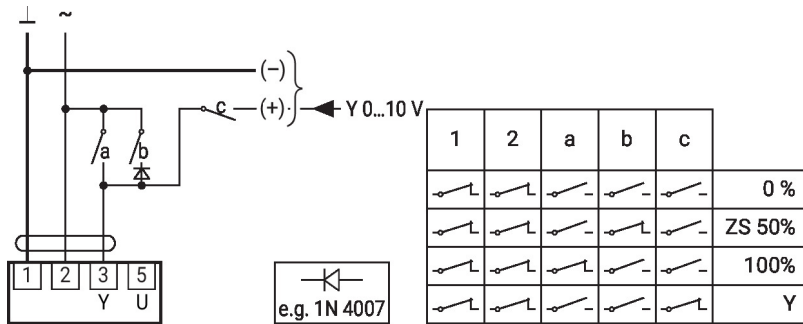 ⊥ ~
(–)
c (+) Y 0...10 V
a b
1 2 3 5
Y U
e.g. 1N 4007
1 2 a b c
0 %
ZS 50%
100%
Y